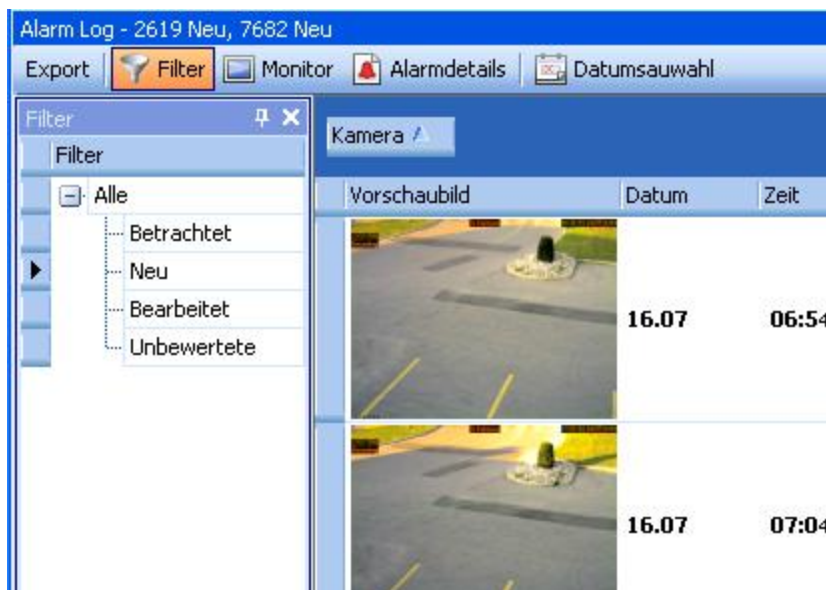 Alarm Log - 2619 Neu, 7682 Neu
Export Filter Monitor Alarmdetails Datumsauwahl
Filter
Filter
Kamera
Alle
Betrachtet
Neu
Bearbeitet
Unbewertete
Vorschaubild Datum Zeit
16.07 06:54
16.07 07:04